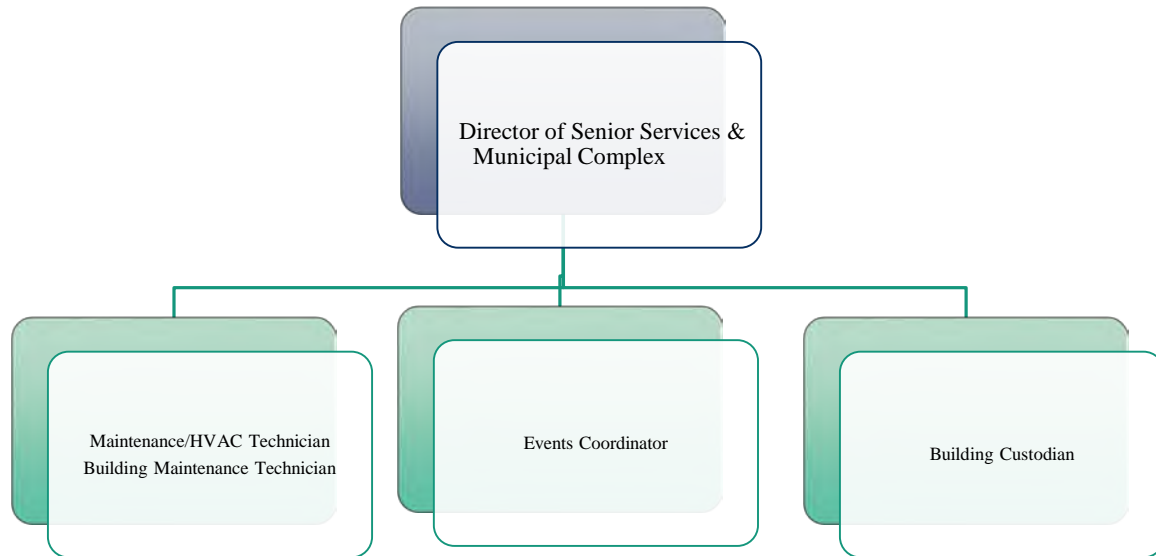 Director of Senior Services &
Municipal Complex
Maintenance/HVAC Technician
Building Maintenance Technician
Events Coordinator
Building Custodian